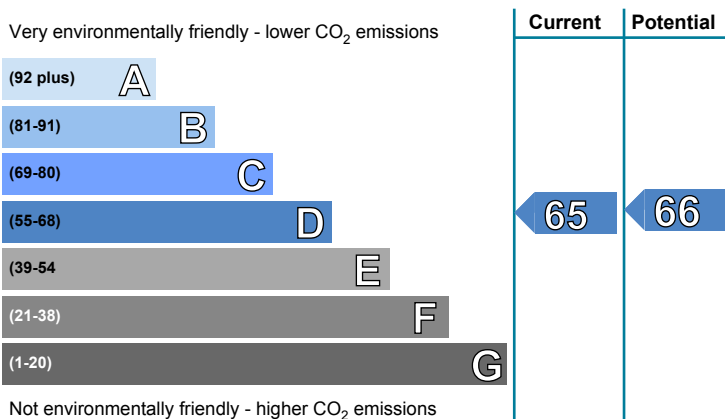 Very environmentally friendly - lower CO2 emissions
Current Potential
(92 plus) A
(81-91) B
(69-80) C
(55-68) D
65 66
(39-54 E
(21-38) F
(1-20) G
Not environmentally friendly - higher CO2 emissions